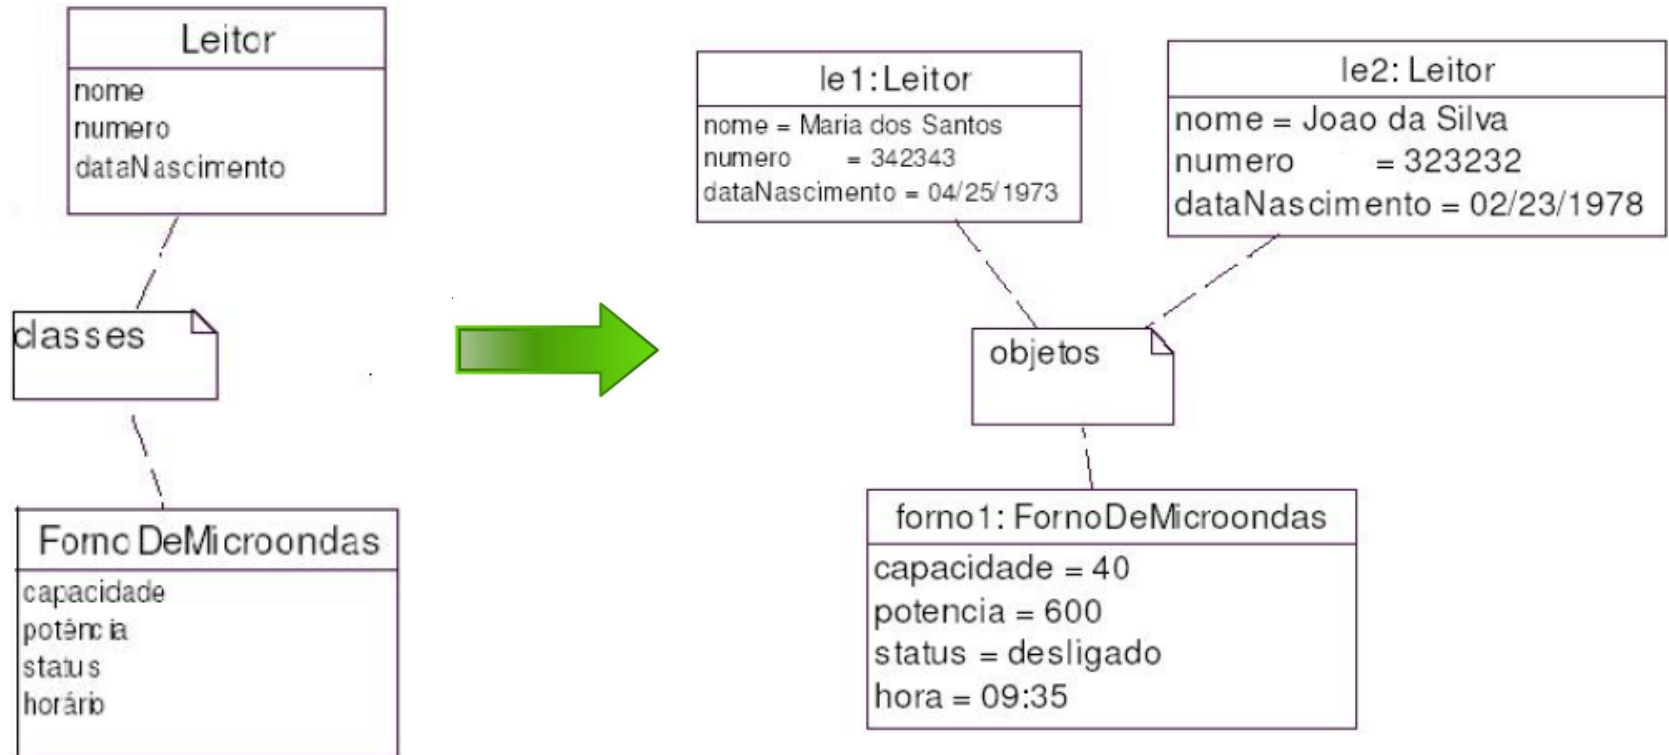 Leitor
nome
numero
dataNascimento
classes
FornoDeMicroondas
capacidade
potência
status
horário
le1:Leitor
nome = Maria dos Santos
numero = 342343
dataNascimento = 04/25/1973
le2: Leitor
nome = Joao da Silva
numero = 323232
dataNascimento = 02/23/1978
objetos
forno1: FornoDeMicroondas
capacidade = 40
potencia = 600
status = desligado
hora = 09:35